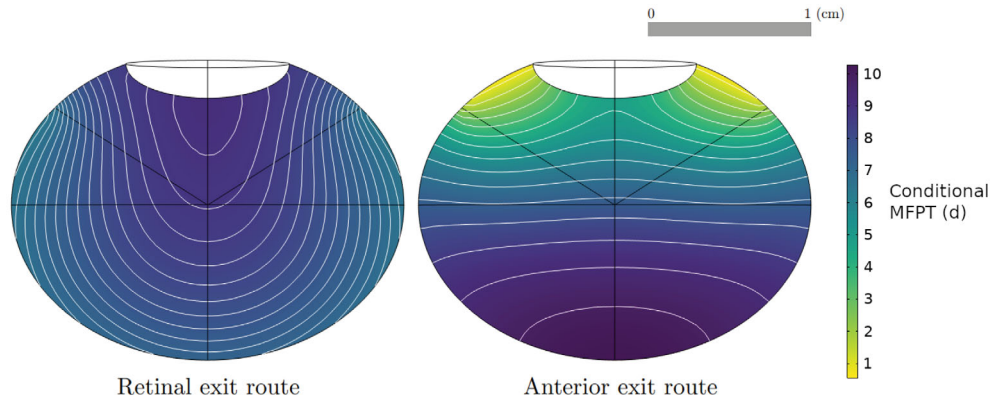 0 1 (cm)
10
9
8
7
6
5
4
3
2
1
Conditional
MFPT (d)
Retinal exit route
Anterior exit route